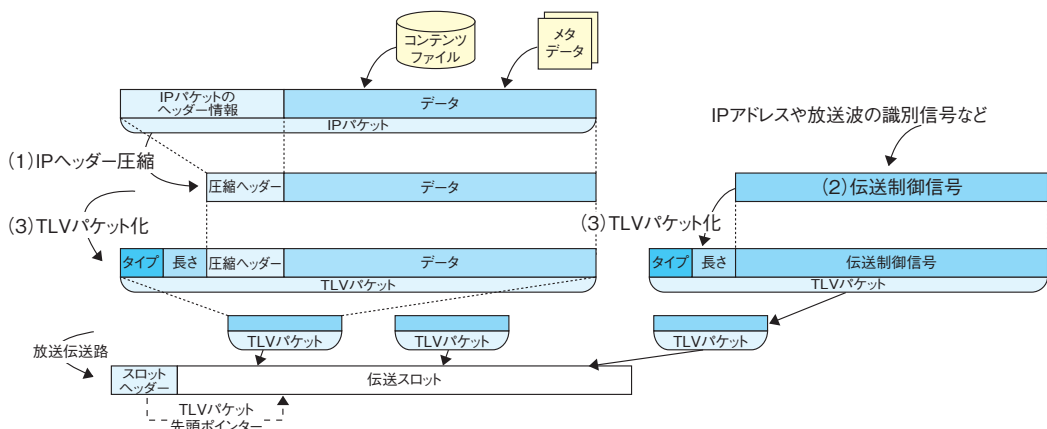 コンテンツ
ファイル
メタ
データ
IPパケットの
ヘッダー情報
データ
IPパケット
IPアドレスや放送波の識別信号など
(1)IPヘッダー圧縮
圧縮ヘッダー
データ
(2)伝送制御信号
(3)TLVパケット化
(3)TLVパケット化
タイプ
長さ
圧縮ヘッダー
データ
TLVパケット
タイプ
長さ
伝送制御信号
TLVパケット
TLVパケット
TLVパケット
TLVパケット
放送伝送路
スロット
ヘッダー
伝送スロット
TLVパケット
先頭ポインター